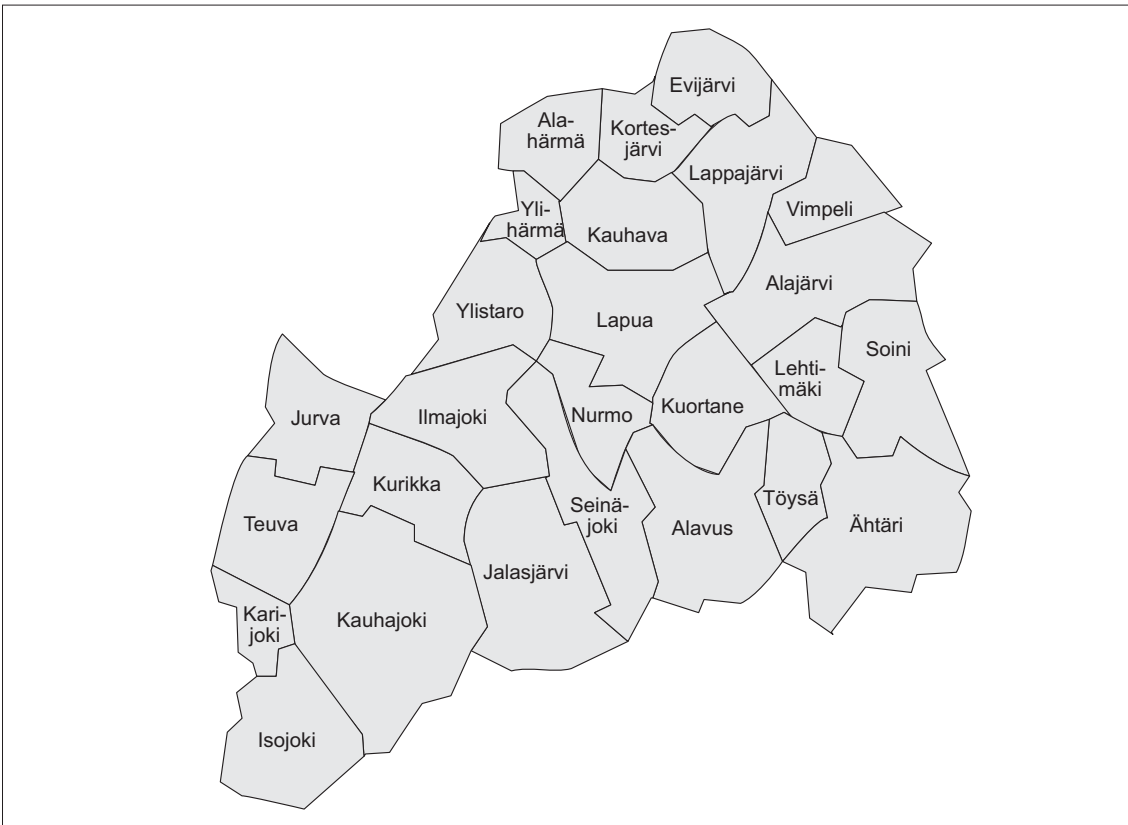 Evijärvi
Ala-
härmä
Kortes-
järvi
Lappajärvi
Vimpeli
Yli-
härmä
Kauhava
Alajärvi
Ylistaro
Lapua
Soini
Lehti-
mäki
Jurva
Ilmajoki
Nurmo
Kuortane
Kurikka
Töysä
Seinä-
joki
Teuva
Alavus
Ähtäri
Jalasjärvi
Kari-
joki
Kauhajoki
Isojoki